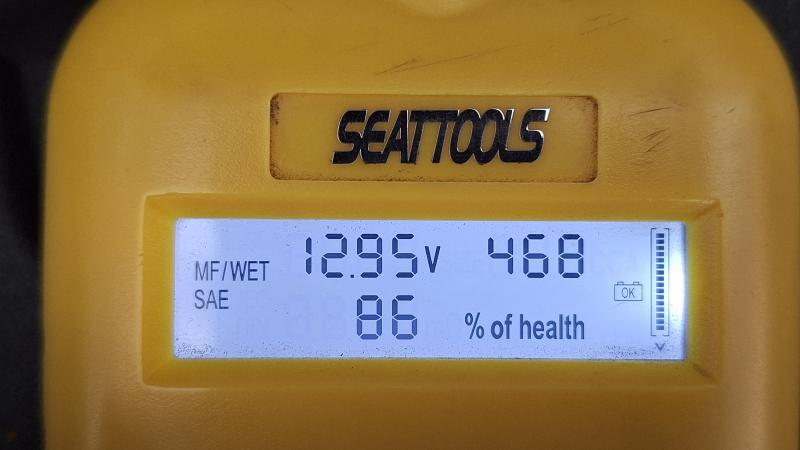 SEATTOOLS
MF/WET 12.95V 468
SAE 86 % of health
OK